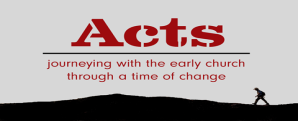 Acts
journeying with the early church
through a time of change